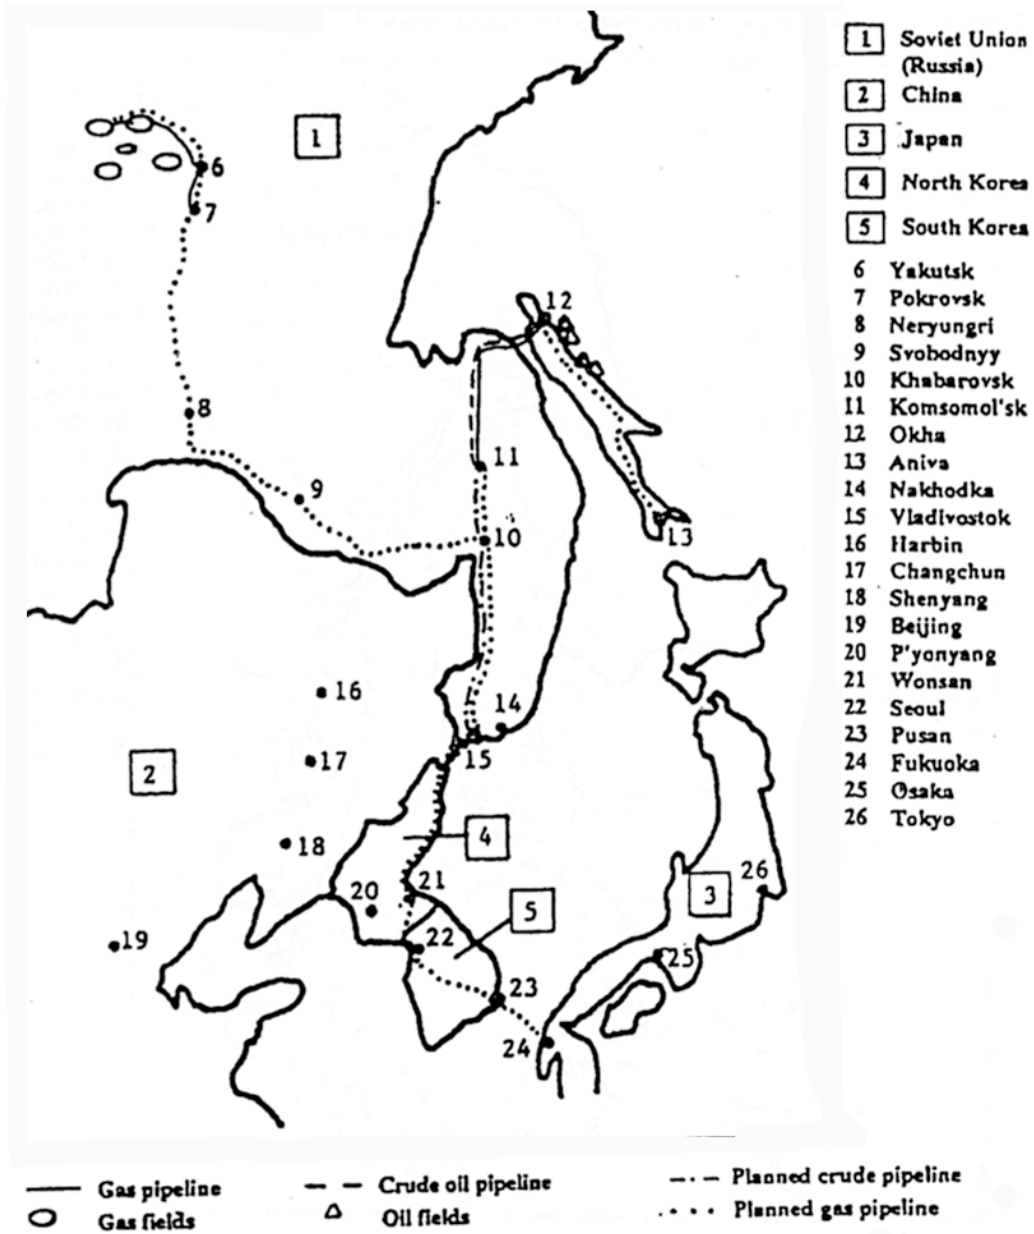 1 Soviet Union
(Russia)
2 China
3 Japan
4 North Korea
5 South Korea
6 Yakutsk
7 Pokrovsk
8 Neryungri
9 Svobodnyy
10 Khabarovsk
11 Komsomol'sk
12 Okha
13 Aniva
14 Nakhodka
15 Vladivostok
16 Harbin
17 Changchun
18 Shenyang
19 Beijing
20 P'yonyang
21 Wonsan
22 Seoul
23 Pusan
24 Fukuoka
25 Osaka
26 Tokyo
1
6
7
12
8
11
9
10
13
16
14
17
15
2
18
4
20
21
26
5
3
19
22
25
23
24
Gas pipeline
Crude oil pipeline
Planned crude pipeline
Gas fields
Oil fields
Planned gas pipeline